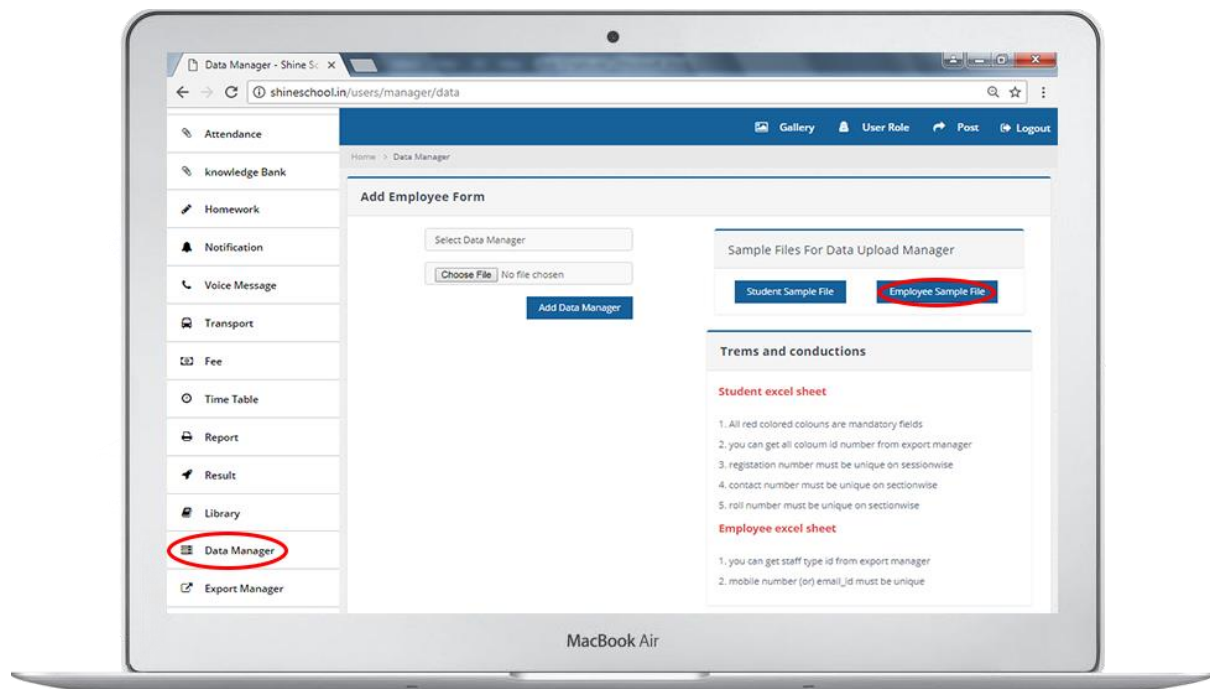 Data Manager - Shine Sc
shineschool.in/users/manager/data
Gallery User Role Post Logout
Home > Data Manager
Attendance
knowledge Bank
Homework
Notification
Voice Message
Transport
Fee
Time Table
Report
Result
Library
Data Manager
Export Manager
Add Employee Form
Select Data Manager
Choose File No file chosen
Add Data Manager
Sample Files For Data Upload Manager
Student Sample File Employee Sample File
Trems and conductions
Student excel sheet
1. All red colored colouns are mandatory fields
2. you can get all coloum id number from export manager
3. registation number must be unique on sessionwise
4. contact number must be unique on sectionwise
5. roll number must be unique on sectionwise
Employee excel sheet
1. you can get staff type id from export manager
2. mobile number (or) email_id must be unique
MacBook Air